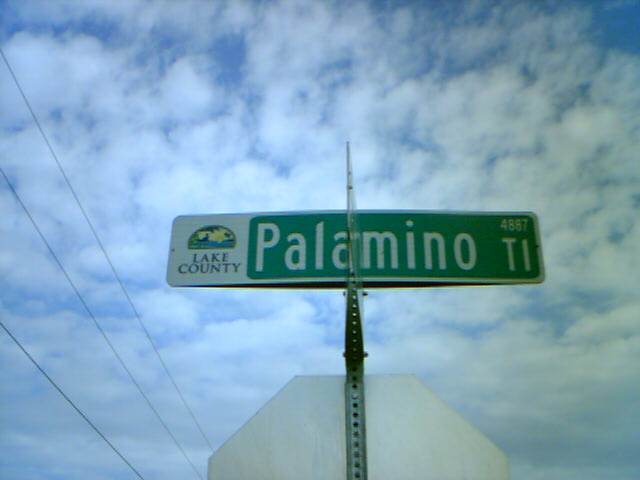 LAKE
COUNTY
Palamino
4887
Tl